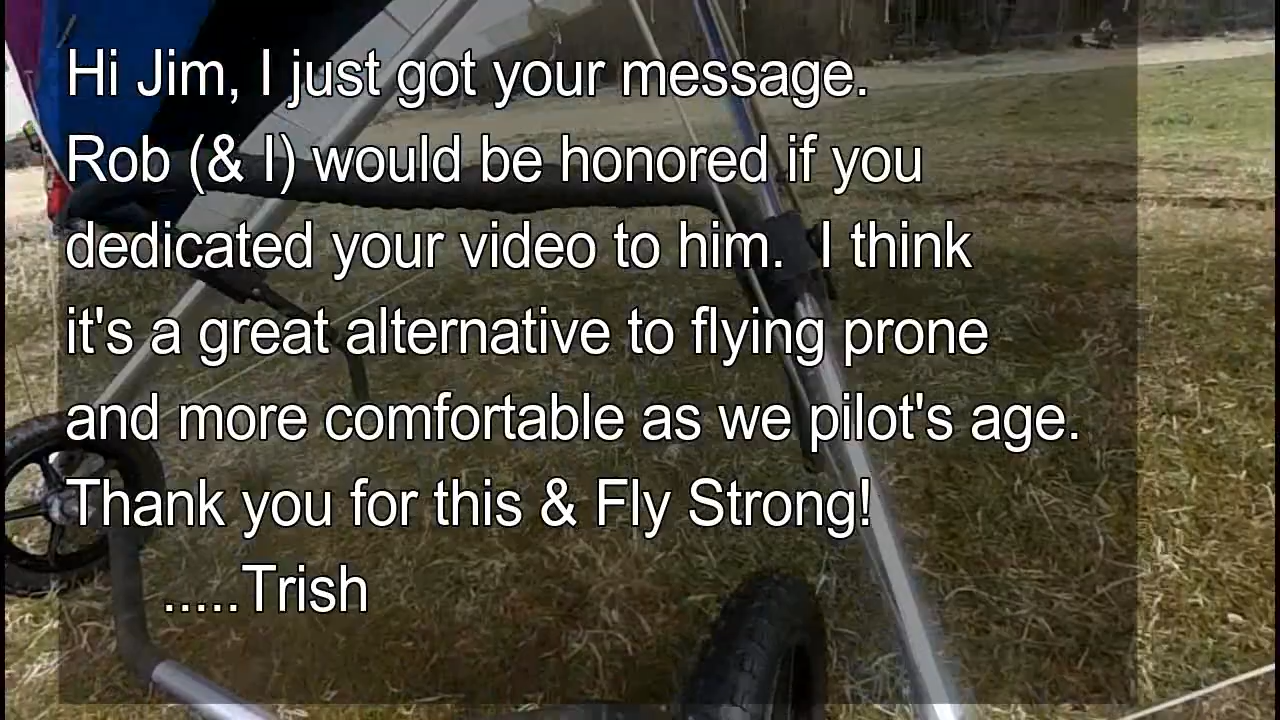 Hi Jim, I just got your message.
Rob (& I) would be honored if you
dedicated your video to him.  I think
it's a great alternative to flying prone
and more comfortable as we pilot's age.
Thank you for this & Fly Strong!
.....Trish